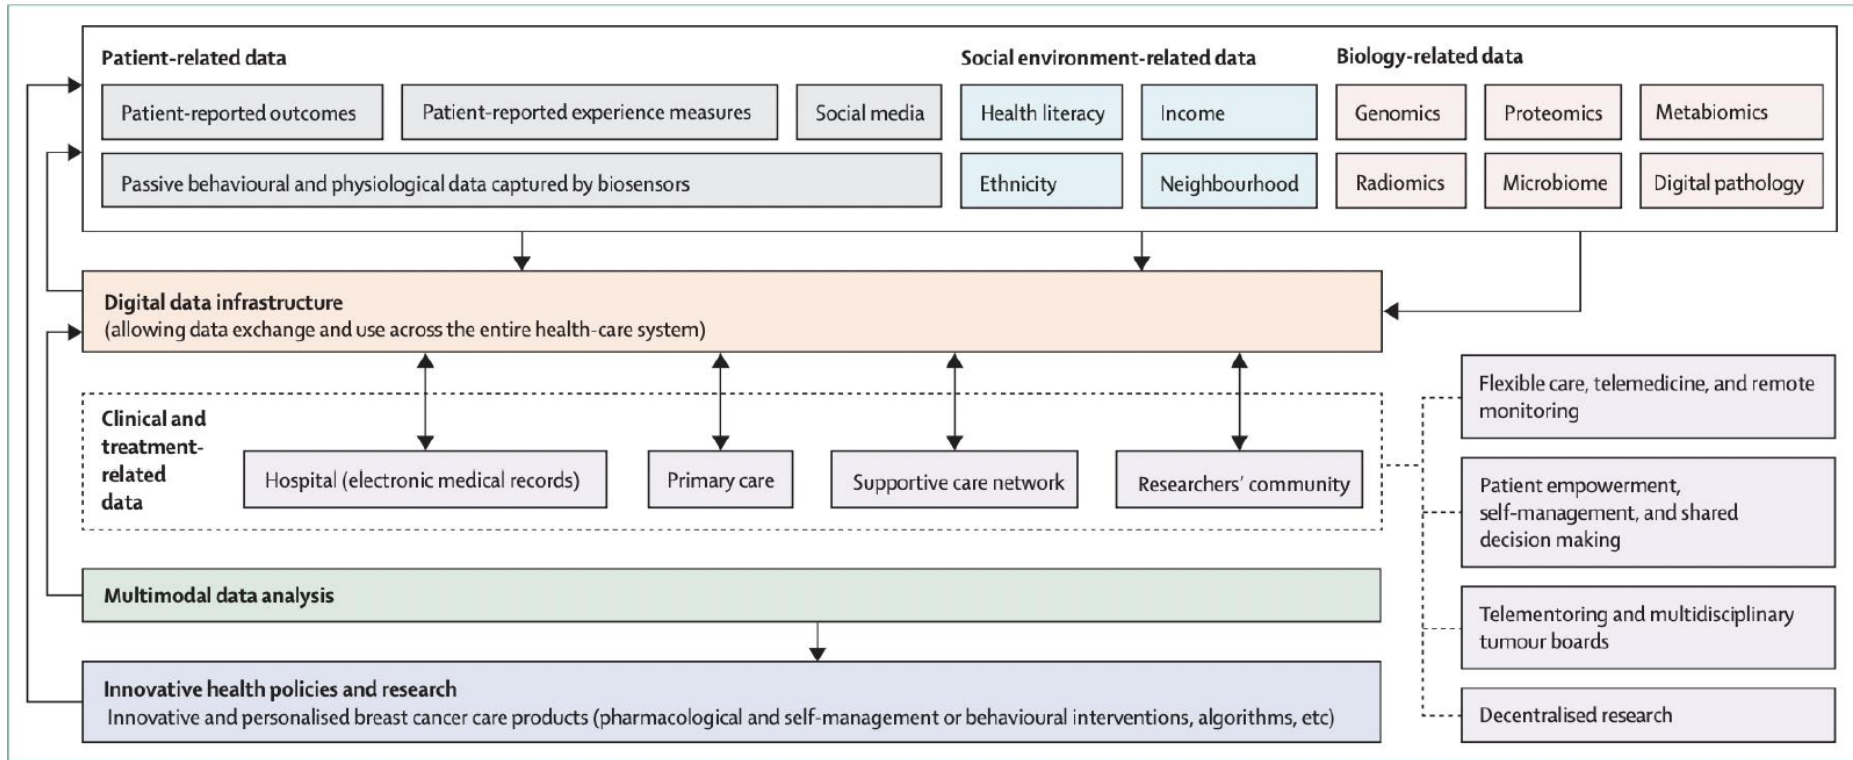 Patient-related data
Patient-reported outcomes
Patient-reported experience measures
Social media
Passive behavioural and physiological data captured by biosensors
Social environment-related data
Health literacy
Income
Ethnicity
Neighbourhood
Biology-related data
Genomics
Proteomics
Metabiomics
Radiomics
Microbiome
Digital pathology
Digital data infrastructure
(allowing data exchange and use across the entire health-care system)
Clinical and
treatment-
related
data
Hospital (electronic medical records)
Primary care
Supportive care network
Researchers' community
Flexible care, telemedicine, and remote
monitoring
Patient empowerment,
self-management, and shared
decision making
Telementoring and multidisciplinary
tumour boards
Decentralised research
Multimodal data analysis
Innovative health policies and research
Innovative and personalised breast cancer care products (pharmacological and self-management or behavioural interventions, algorithms, etc)